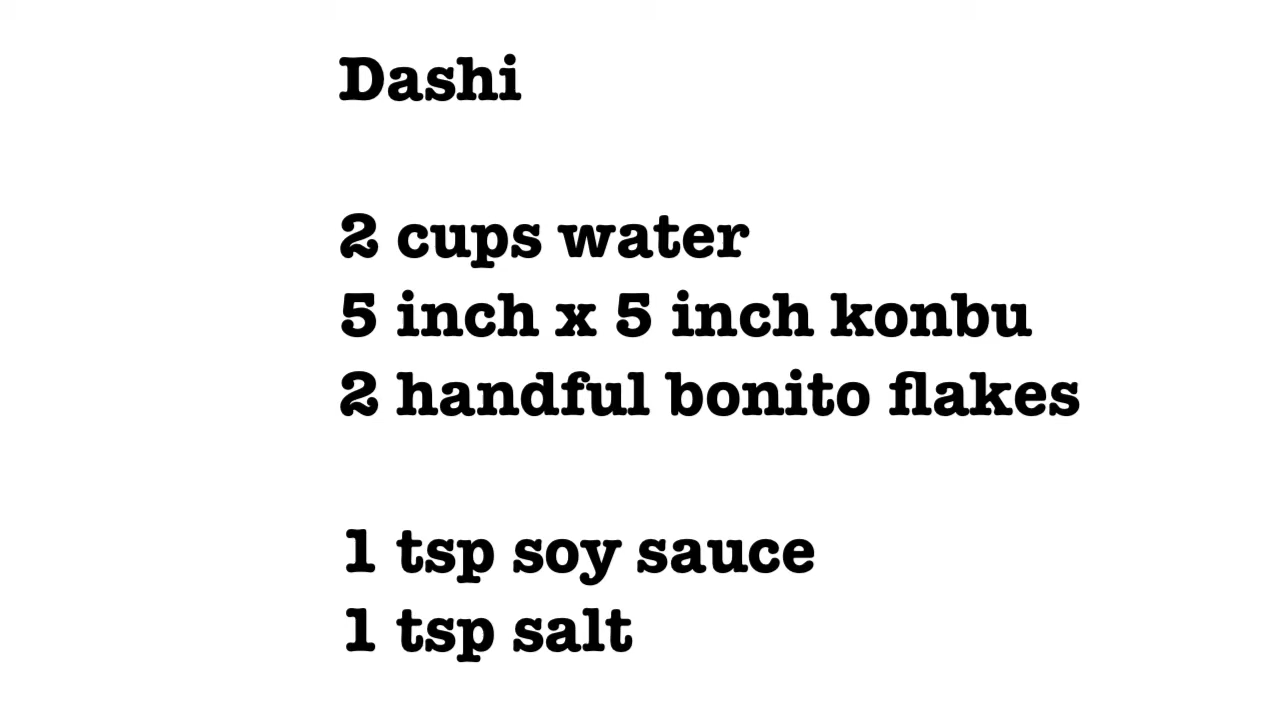 Dashi
2 cups water
5 inch x 5 inch konbu
2 handful bonito flakes
1 tsp soy sauce
1 tsp salt